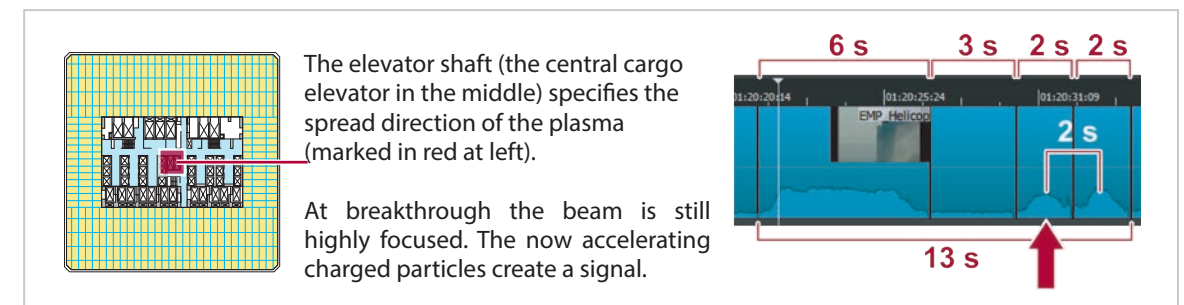 The elevator shaft (the central cargo
elevator in the middle) specifies the
spread direction of the plasma
(marked in red at left).
At breakthrough the beam is still
highly focused. The now accelerating
charged particles create a signal.
6 s 3 s 2 s 2 s
01:20:20:14 01:20:25:24 01:20:31:09
EMP_Helicop
2 s
13 s